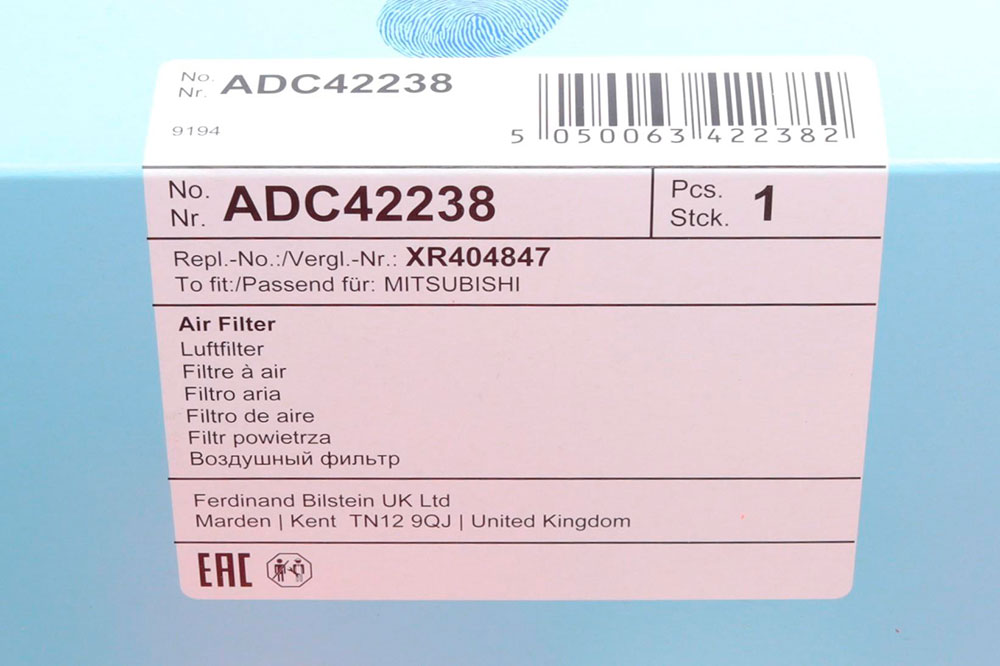 No.
Nr. ADC42238
9194
5 050063 422382
No.
Nr. ADC42238
Pcs.
Stck. 1
Repl.-No.:/Vergl.-Nr.: XR404847
To fit:/Passend für: MITSUBISHI
Air Filter
Luftfilter
Filtre à air
Filtro aria
Filtro de aire
Filtr powietrza
Воздушный фильтр
Ferdinand Bilstein UK Ltd
Marden | Kent TN12 9QJ | United Kingdom
EAC